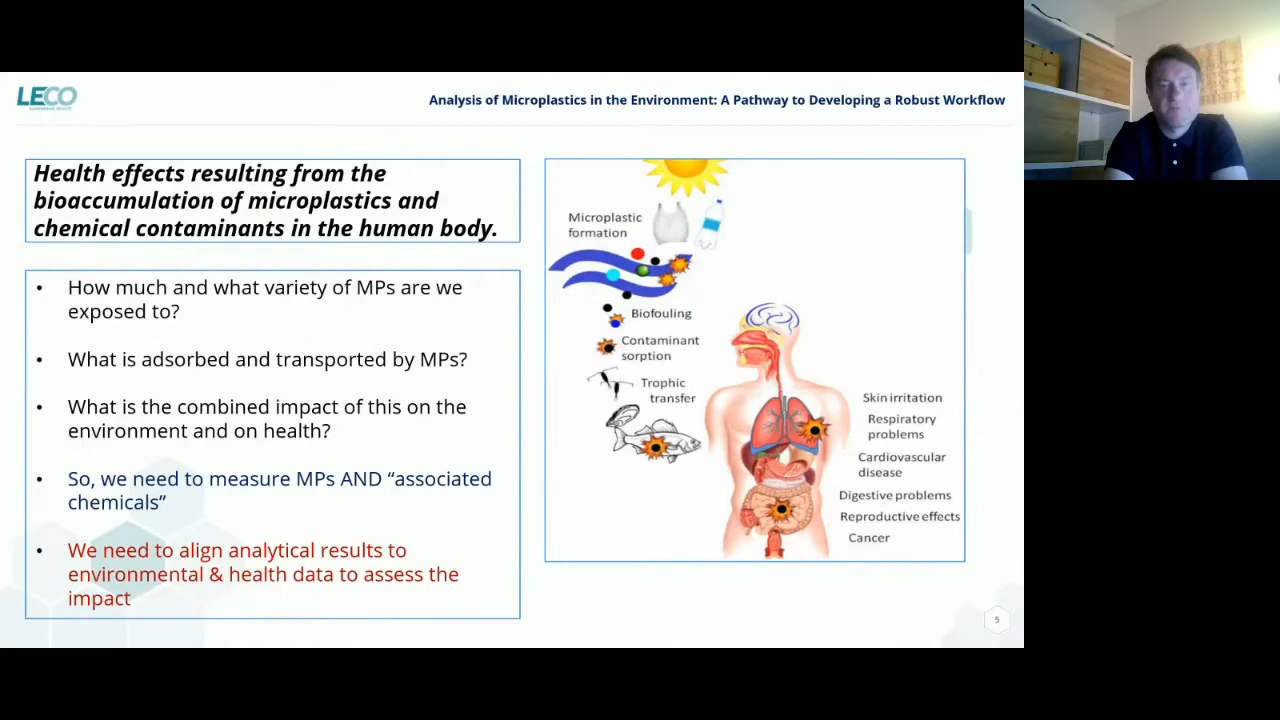 LECO
Analysis of Microplastics in the Environment: A Pathway to Developing a Robust Workflow
Health effects resulting from the
bioaccumulation of microplastics and
chemical contaminants in the human body.
• How much and what variety of MPs are we
exposed to?
• What is adsorbed and transported by MPs?
• What is the combined impact of this on the
environment and on health?
• So, we need to measure MPs AND “associated
chemicals”
• We need to align analytical results to
environmental & health data to assess the
impact
Microplastic
formation
Biofouling
Contaminant
sorption
Trophic
transfer
Skin irritation
Respiratory
problems
Cardiovascular
disease
Digestive problems
Reproductive effects
Cancer
5